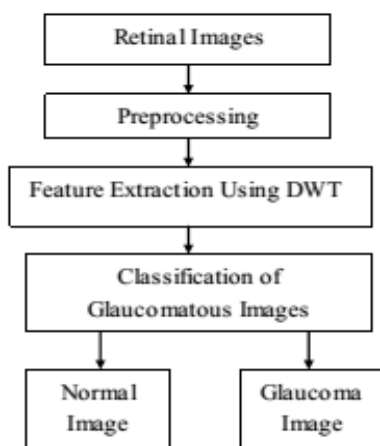 Retinal Images
Preprocessing
Feature Extraction Using DWT
Classification of
Glaucomatous Images
Normal
Image
Glaucoma
Image